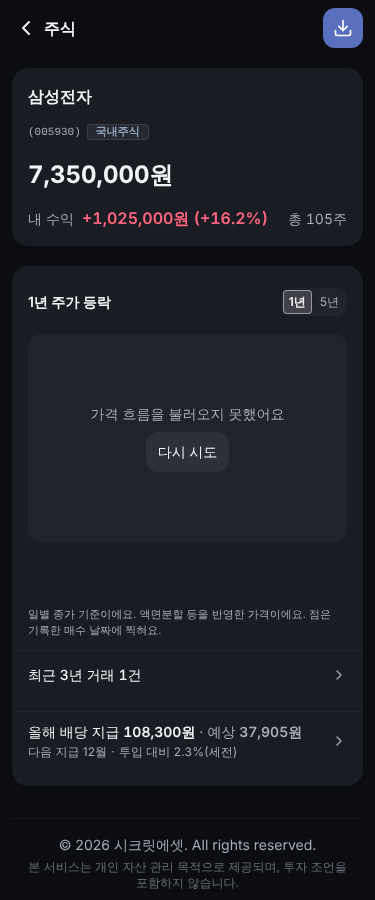 주식
삼성전자
(005930) 국내주식
7,350,000원
내 수익 +1,025,000원 (+16.2%) 총 105주
1년 주가 등락 1년 5년
가격 흐름을 불러오지 못했어요
다시 시도
일별 종가 기준이에요. 액면분할 등을 반영한 가격이에요. 점은
기록한 매수 날짜에 찍혀요.
최근 3년 거래 1건
올해 배당 지급 108,300원 · 예상 37,905원
다음 지급 12월 · 투입 대비 2.3%(세전)
© 2026 시크릿에셋. All rights reserved.
본 서비스는 개인 자산 관리 목적으로 제공되며, 투자 조언을
포함하지 않습니다.